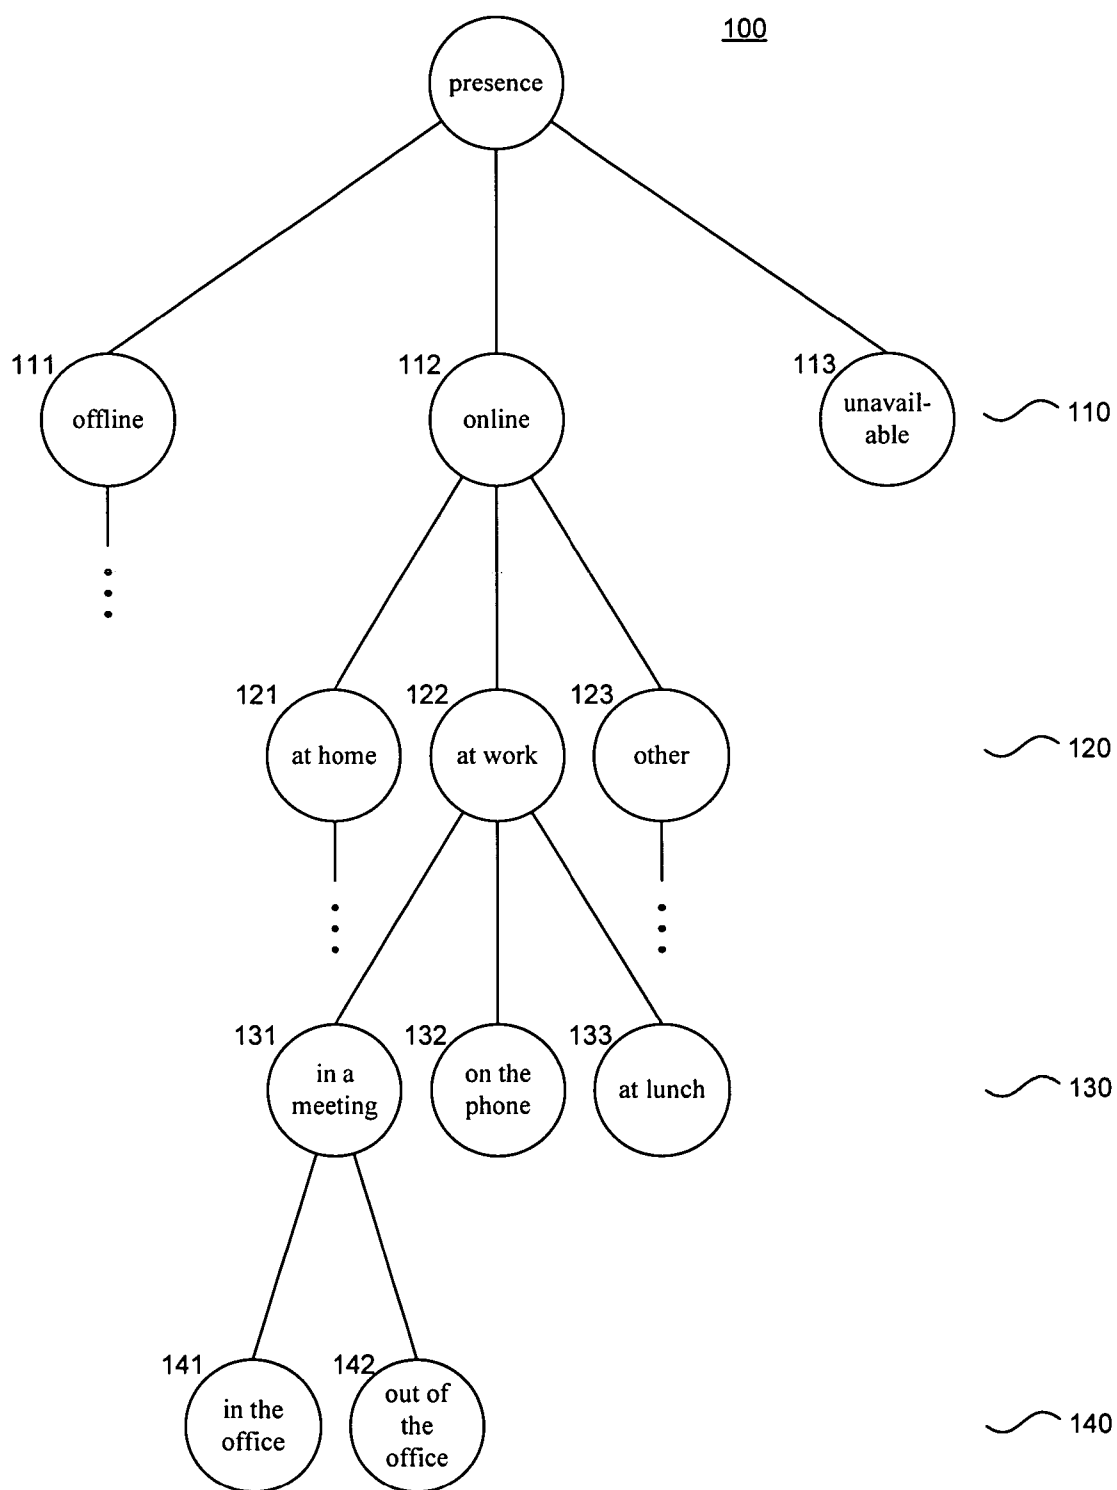 100
presence
111
offline
112
online
113
unavail-
able
110
121
at home
122
at work
123
other
120
131
in a
meeting
132
on the
phone
133
at lunch
130
141
in the
office
142
out of
the
office
140